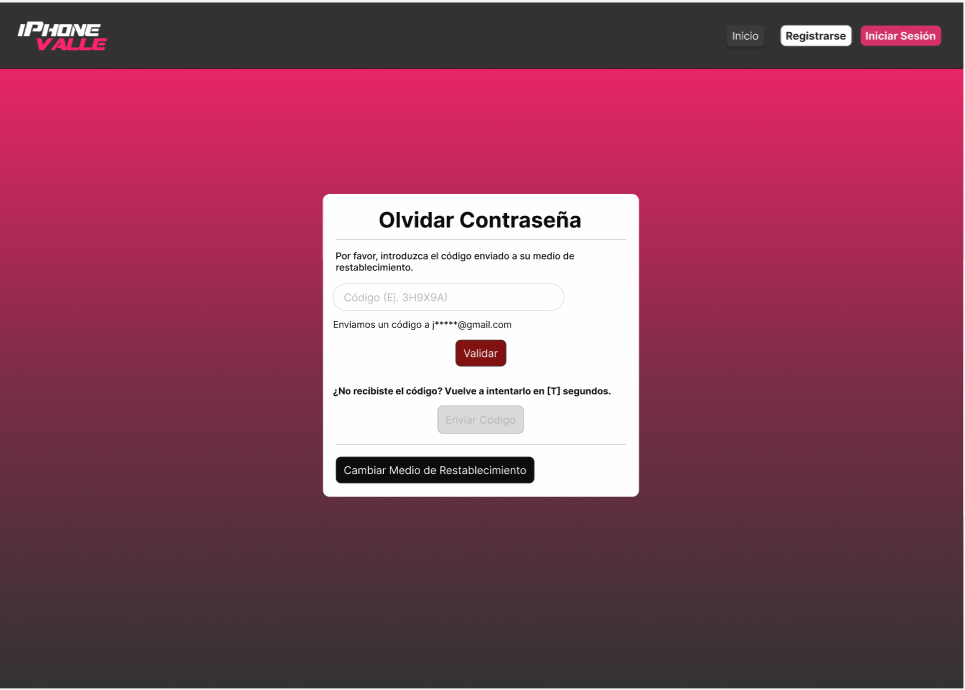 IPHONE
VALLE
Inicio
Registrarse
Iniciar Sesión
Olvidar Contraseña
Por favor, introduzca el código enviado a su medio de
restablecimiento.
Código (Ej. 3H9X9A)
Enviamos un código a j*****@gmail.com
Validar
¿No recibiste el código? Vuelve a intentarlo en [T] segundos.
Enviar Código
Cambiar Medio de Restablecimiento